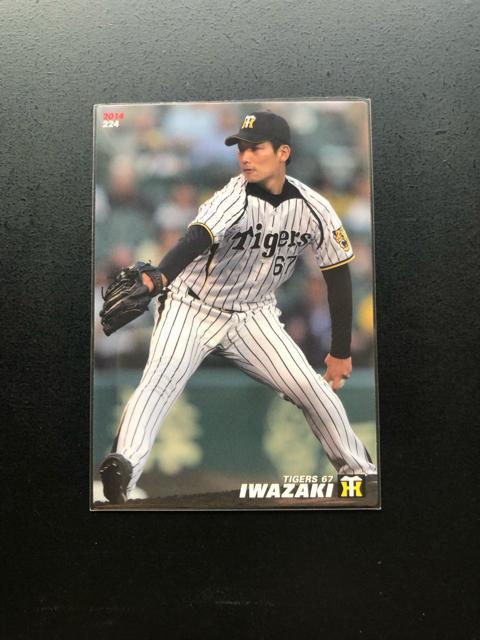 2014
224
Tigers
67
TIGERS 67
IWAZAKI